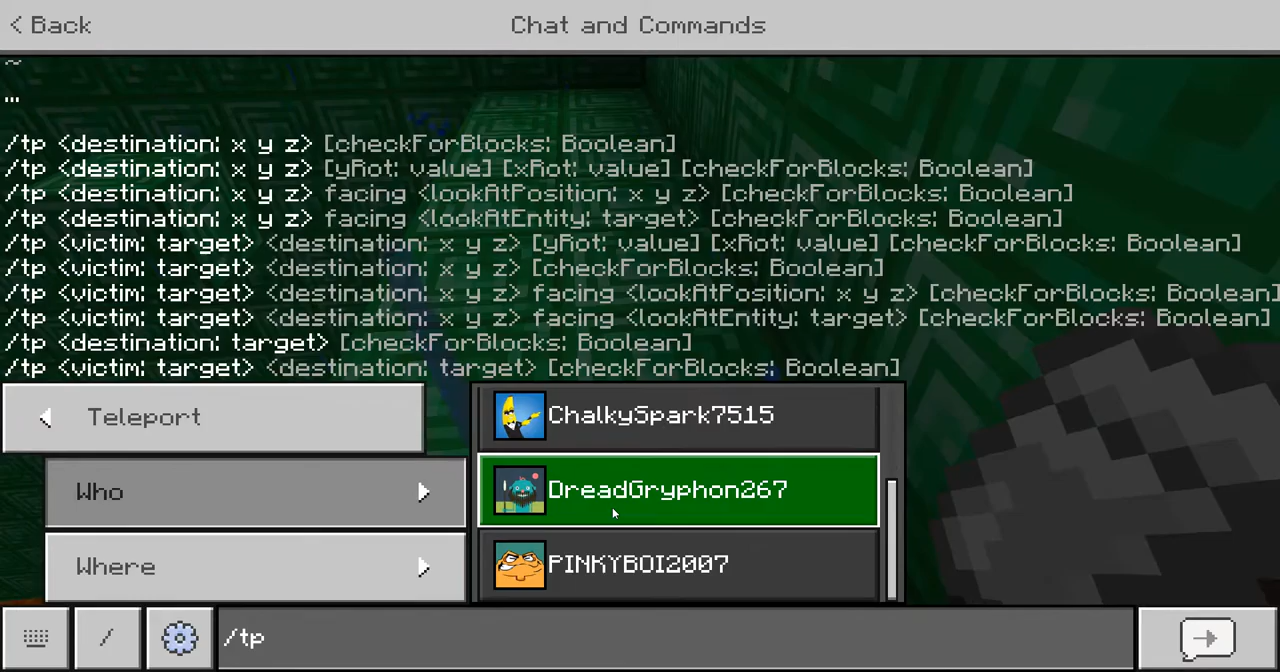 < Back
Chat and Commands
~
...
/tp <destination: x y z> [checkForBlocks: Boolean]
/tp <destination: x y z> [yRot: value] [xRot: value] [checkForBlocks: Boolean]
/tp <destination: x y z> facing <lookAtPosition: x y z> [checkForBlocks: Boolean]
/tp <destination: x y z> facing <lookAtEntity: target> [checkForBlocks: Boolean]
/tp <victim: target> <destination: x y z> [yRot: value] [xRot: value] [checkForBlocks: Boolean]
/tp <victim: target> <destination: x y z> [checkForBlocks: Boolean]
/tp <victim: target> <destination: x y z> facing <lookAtPosition: x y z> [checkForBlocks: Boolean]
/tp <victim: target> <destination: x y z> facing <lookAtEntity: target> [checkForBlocks: Boolean]
/tp <destination: target> [checkForBlocks: Boolean]
/tp <victim: target> <destination: target> [checkForBlocks: Boolean]
Teleport
ChalkySpark7515
Who
DreadGryphon267
Where
PINKYBOI2007
/
/tp